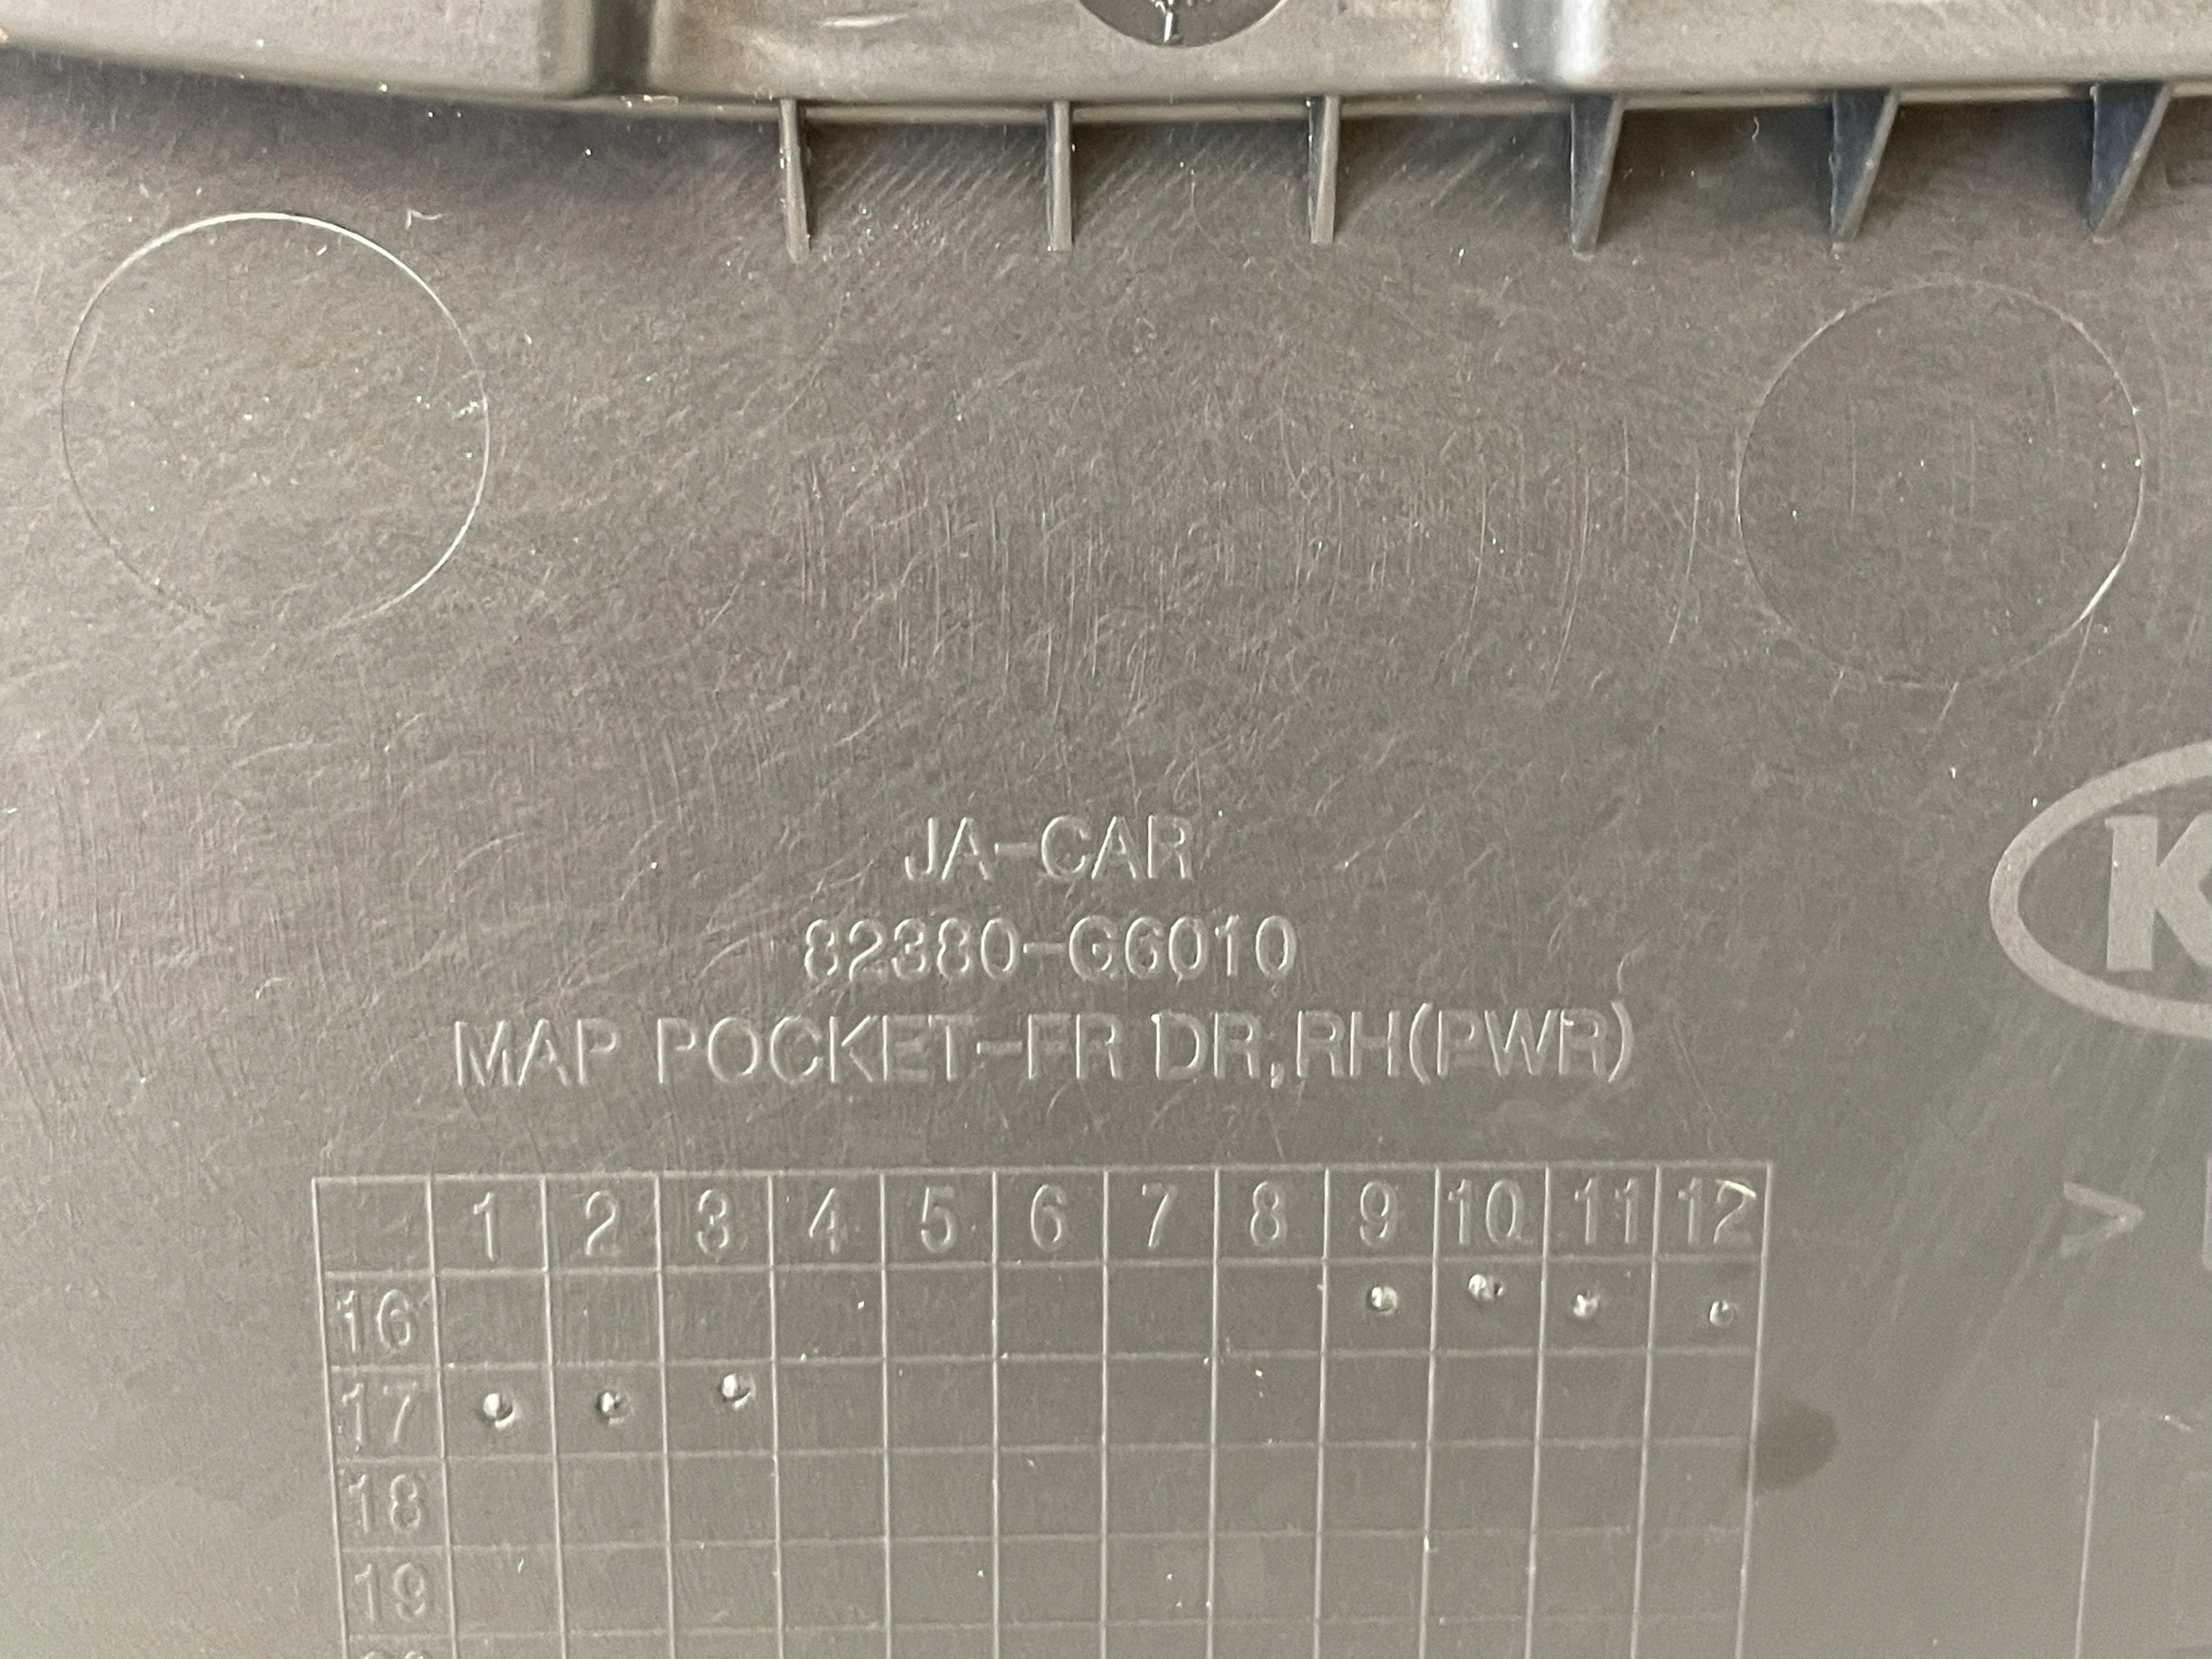 JA-CAR
82380-G6010
MAP POCKET-FR DR,RH(PWR)
K
1 2 3 4 5 6 7 8 9 10 11 12
>
16
17
18
19